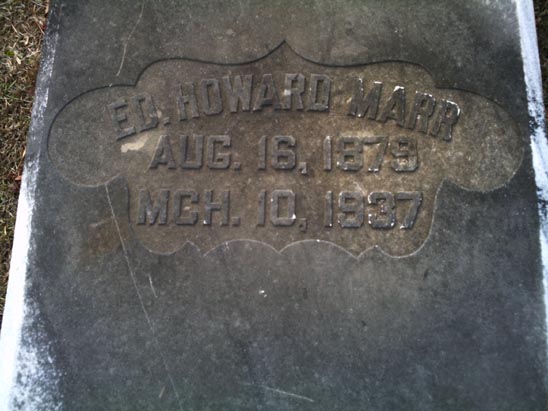 ED. HOWARD MARR
AUG. 16, 1879
MCH. 10, 1937